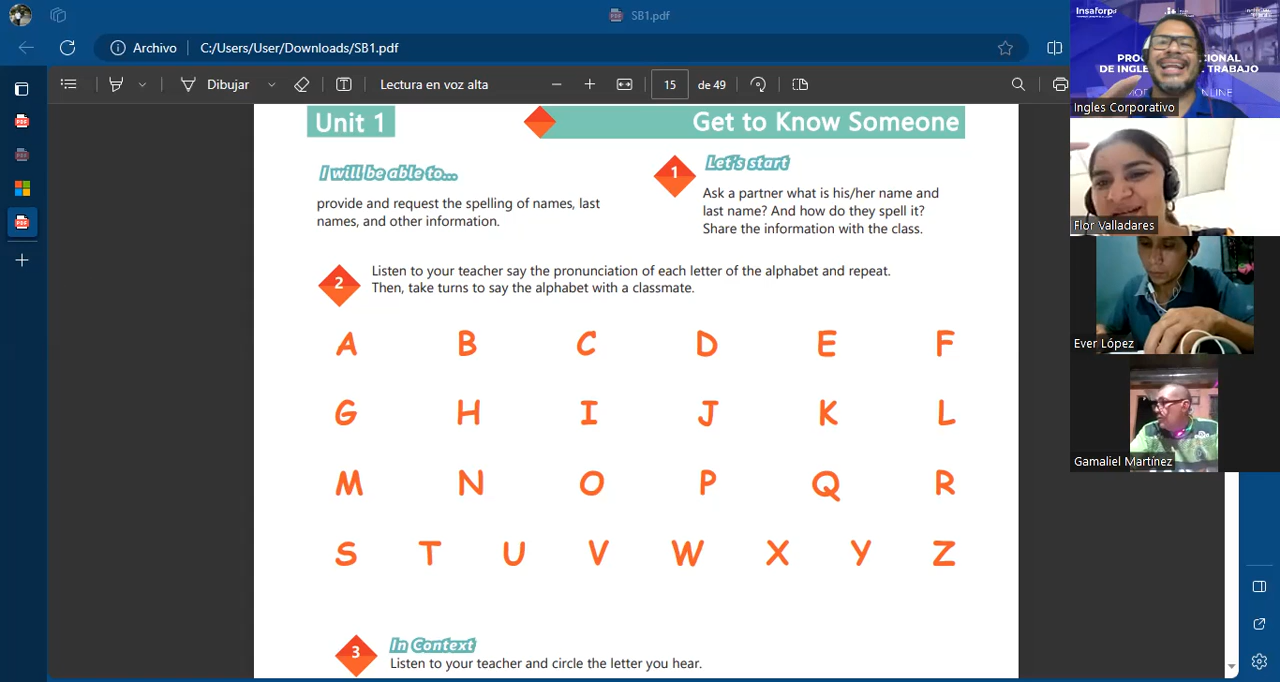 SB1.pdf
Archivo
C:/Users/User/Downloads/SB1.pdf
Dibujar
Lectura en voz alta
15
de 49
Unit 1
Get to Know Someone
I will be able to...
provide and request the spelling of names, last
names, and other information.
1
Let's start
Ask a partner what is his/her name and
last name? And how do they spell it?
Share the information with the class.
2
Listen to your teacher say the pronunciation of each letter of the alphabet and repeat.
Then, take turns to say the alphabet with a classmate.
A B C D E F
G H I J K L
M N O P Q R
S T U V W X Y Z
3
In Context
Listen to your teacher and circle the letter you hear.
Insaforp
DE INGLE
TRABAJO
Ingles Corporativo
Flor Valladares
Ever López
Gamaliel Martínez